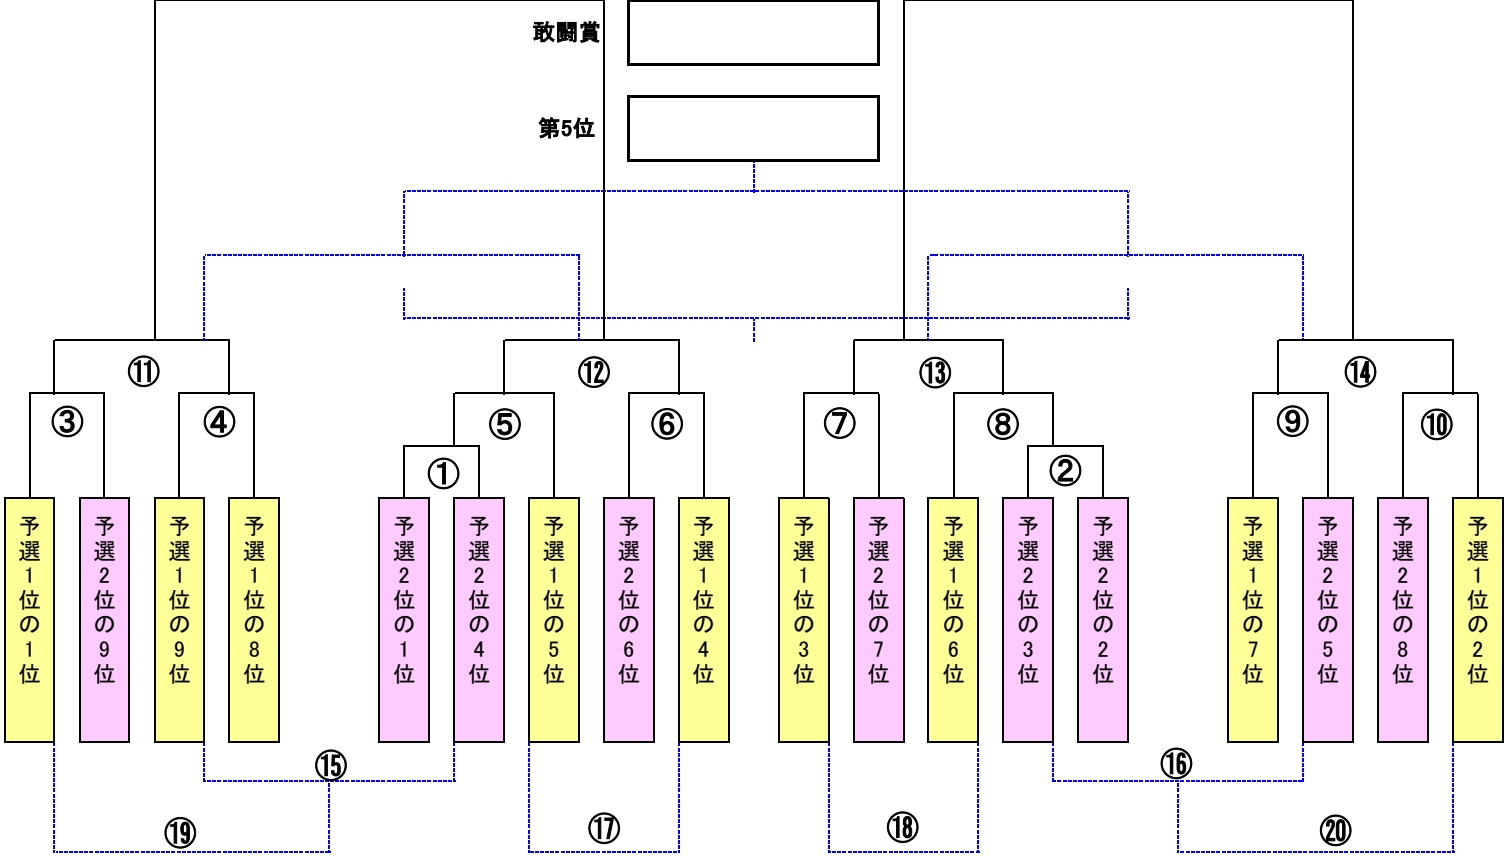 敢闘賞
第5位
⑪
⑫
⑬
⑭
③
④
⑤
⑥
⑦
⑧
⑨
⑩
①
②
予選1位の1位
予選2位の9位
予選1位の9位
予選1位の8位
予選2位の1位
予選2位の4位
予選1位の5位
予選2位の6位
予選1位の4位
予選1位の3位
予選2位の7位
予選1位の6位
予選2位の3位
予選2位の2位
予選1位の7位
予選2位の5位
予選2位の8位
予選1位の2位
⑮
⑯
⑲
⑰
⑱
⑳